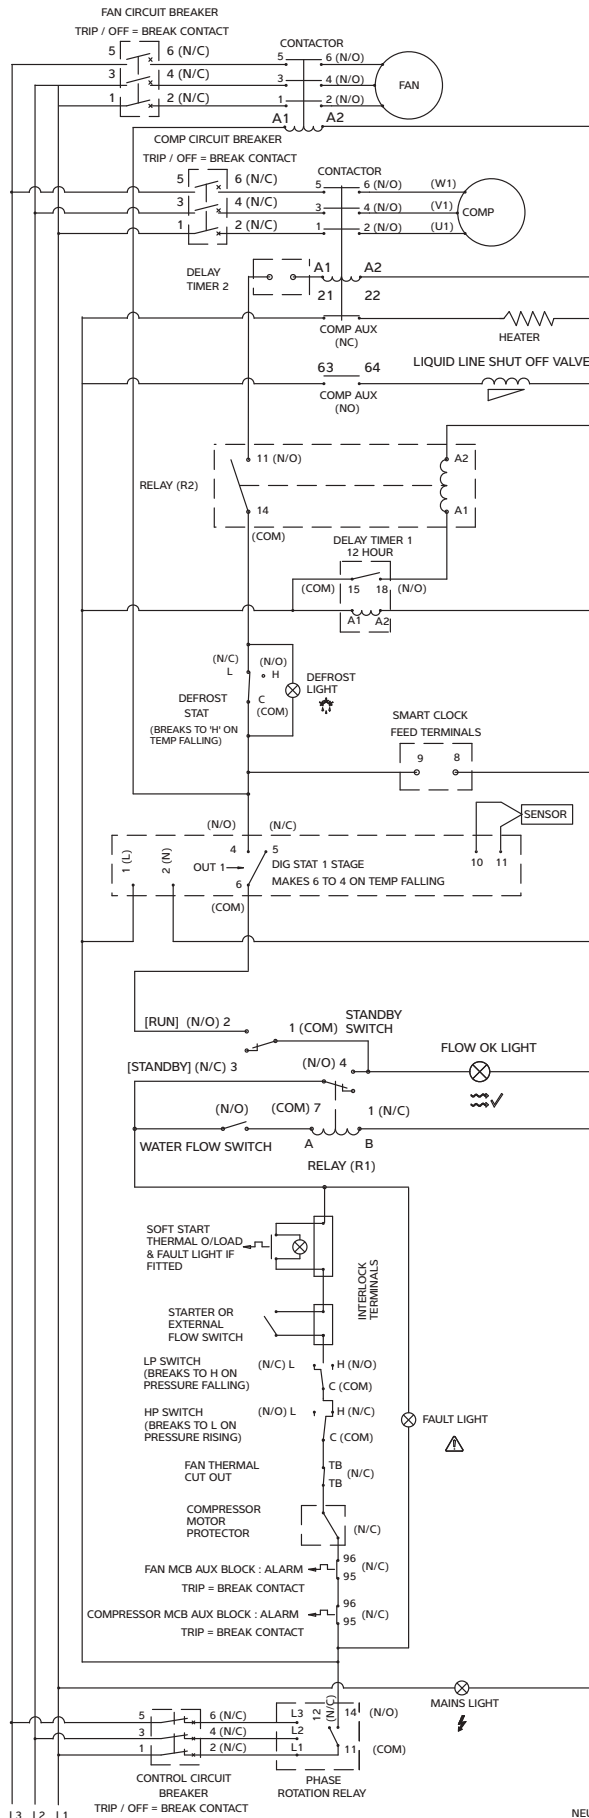 FAN CIRCUIT BREAKER
TRIP / OFF = BREAK CONTACT
5 6 (N/C)
3 4 (N/C)
1 2 (N/C)
CONTACTOR
5 6 (N/O)
3 4 (N/O)
1 2 (N/O)
FAN
A1 A2
COMP CIRCUIT BREAKER
TRIP / OFF = BREAK CONTACT
5 6 (N/C)
3 4 (N/C)
1 2 (N/C)
CONTACTOR
5 6 (N/O) (W1)
3 4 (N/O) (V1)
1 2 (N/O) (U1)
COMP
DELAY
TIMER 2
A1 A2
21 22
COMP AUX
(NC)
HEATER
LIQUID LINE SHUT OFF VALVE
63 64
COMP AUX
(NO)
11 (N/O)
A2
RELAY (R2)
14
A1
(COM)
DELAY TIMER 1
12 HOUR
(COM) 15 18 (N/O)
A1 A2
(N/C) (N/O)
L H
DEFROST
LIGHT
DEFROST
STAT
C
(COM)
(BREAKS TO 'H' ON
TEMP FALLING)
SMART CLOCK
FEED TERMINALS
9 8
SENSOR
(N/O) (N/C)
1 (L)
2 (N)
4 5
OUT 1
DIG STAT 1 STAGE
6
MAKES 6 TO 4 ON TEMP FALLING
10 11
(COM)
[RUN] (N/O) 2
1 (COM)
STANDBY
SWITCH
[STANDBY] (N/C) 3
(N/O) 4
FLOW OK LIGHT
(N/O)
(COM) 7
1 (N/C)
WATER FLOW SWITCH
A B
RELAY (R1)
SOFT START
THERMAL O/LOAD
& FAULT LIGHT IF
FITTED
INTERLOCK
TERMINALS
STARTER OR
EXTERNAL
FLOW SWITCH
LP SWITCH
(BREAKS TO H ON
PRESSURE FALLING)
(N/C) L H (N/O)
C (COM)
HP SWITCH
(BREAKS TO L ON
PRESSURE RISING)
(N/O) L H (N/C)
C (COM)
FAULT LIGHT
FAN THERMAL
CUT OUT
TB
TB
(N/C)
COMPRESSOR
MOTOR
PROTECTOR
(N/C)
FAN MCB AUX BLOCK : ALARM
96
95
(N/C)
TRIP = BREAK CONTACT
COMPRESSOR MCB AUX BLOCK : ALARM
96
95
(N/C)
TRIP = BREAK CONTACT
MAINS LIGHT
5 6 (N/C)
3 4 (N/C)
1 2 (N/C)
L3
L2
L1
12
(N/C)
14 (N/O)
11 (COM)
CONTROL CIRCUIT
BREAKER
TRIP / OFF = BREAK CONTACT
PHASE
ROTATION RELAY
L3 L2 L1